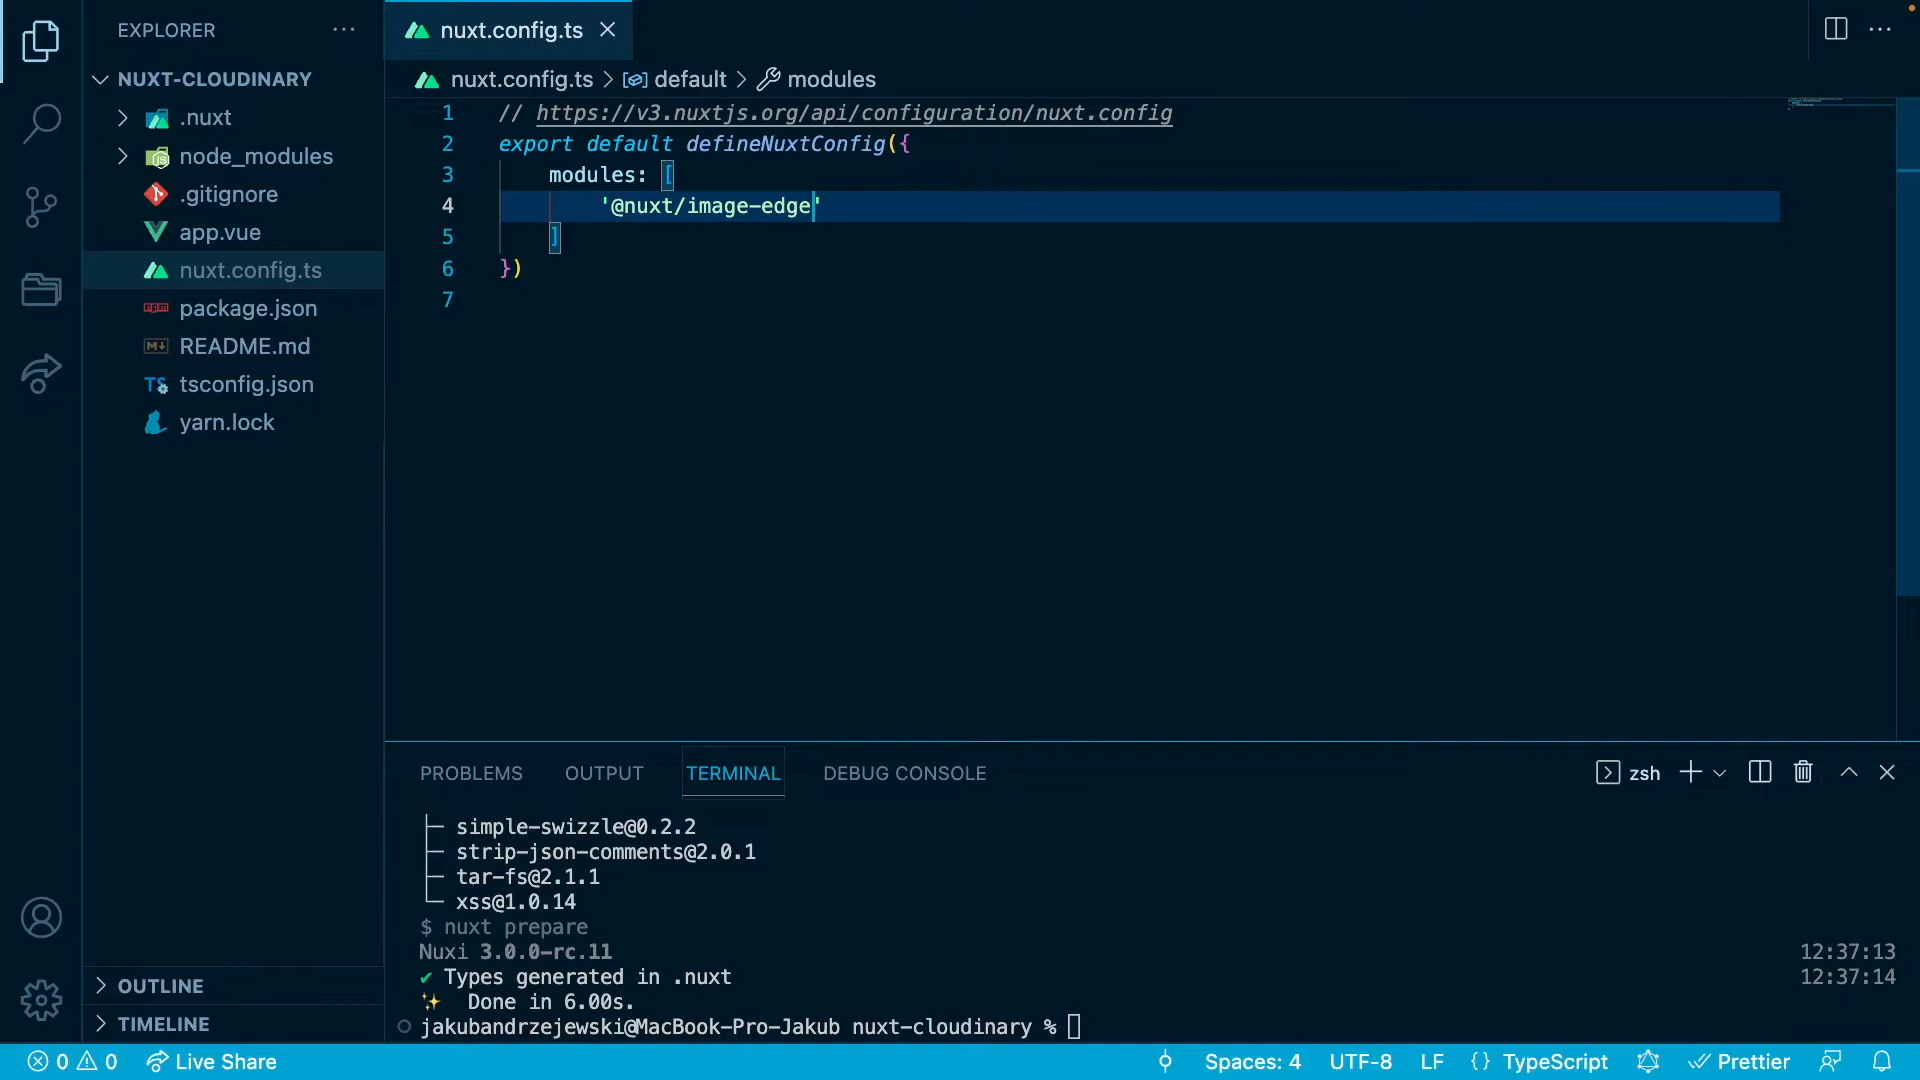 EXPLORER
nuxt.config.ts
NUXT-CLOUDINARY
nuxt.config.ts > default > modules
.nuxt
node_modules
.gitignore
app.vue
nuxt.config.ts
package.json
README.md
TS tsconfig.json
yarn.lock
1 // https://v3.nuxtjs.org/api/configuration/nuxt.config
2 export default defineNuxtConfig({
3 modules: [
4 '@nuxt/image-edge'
5 ]
6 })
7
PROBLEMS OUTPUT TERMINAL DEBUG CONSOLE
zsh
├─ simple-swizzle@0.2.2
├─ strip-json-comments@2.0.1
├─ tar-fs@2.1.1
└─ xss@1.0.14
$ nuxt prepare
Nuxi 3.0.0-rc.11 12:37:13
✔ Types generated in .nuxt 12:37:14
✨ Done in 6.00s.
jakubandrzejewski@MacBook-Pro-Jakub nuxt-cloudinary %
OUTLINE
TIMELINE
0 0 Live Share Spaces: 4 UTF-8 LF {} TypeScript Prettier